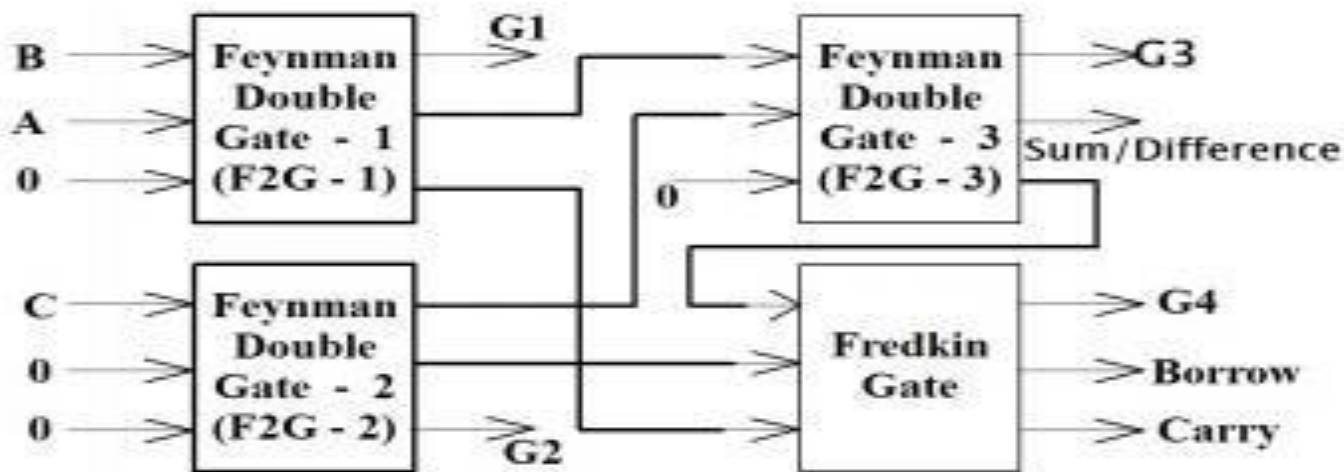 B
A
0
Feynman
Double
Gate - 1
(F2G - 1)
G1
0
Feynman
Double
Gate - 3
(F2G - 3)
G3
Sum/Difference
C
0
0
Feynman
Double
Gate - 2
(F2G - 2)
G2
Fredkin
Gate
G4
Borrow
Carry